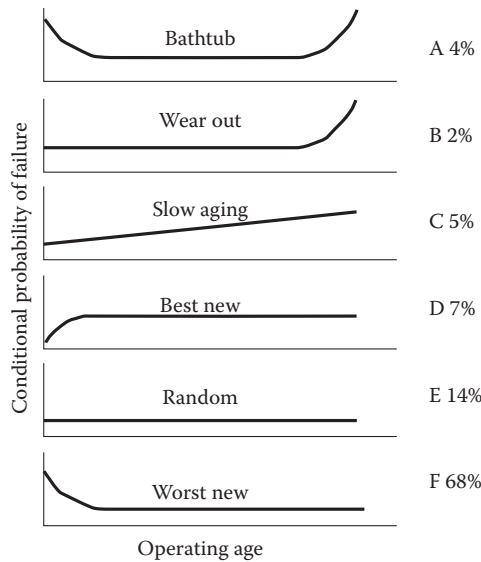 Bathtub
A 4%
Wear out
B 2%
Slow aging
C 5%
Best new
D 7%
Random
E 14%
Worst new
F 68%
Conditional probability of failure
Operating age